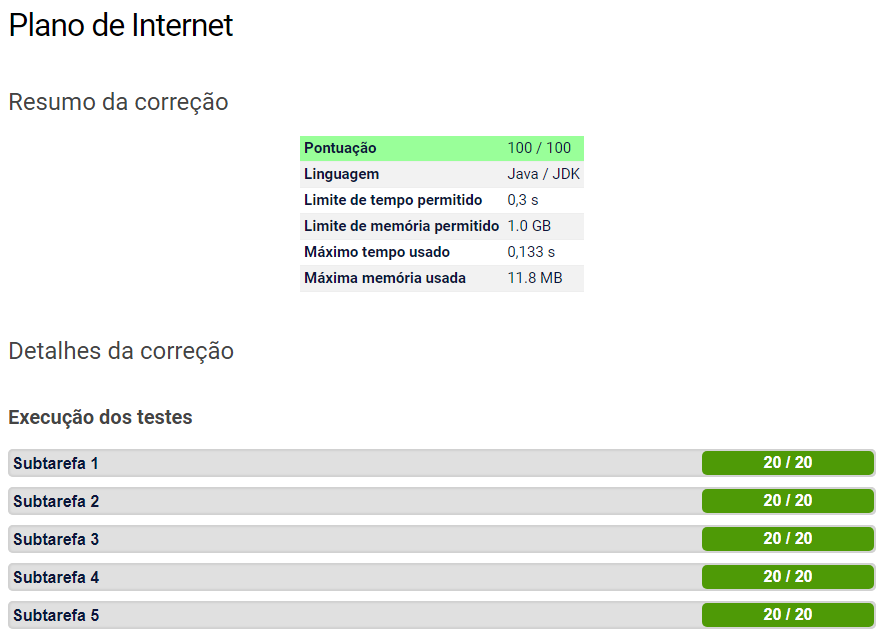 Plano de Internet
Resumo da correção
Pontuação 100 / 100
Linguagem Java / JDK
Limite de tempo permitido 0,3 s
Limite de memória permitido 1.0 GB
Máximo tempo usado 0,133 s
Máxima memória usada 11.8 MB
Detalhes da correção
Execução dos testes
Subtarefa 1 20 / 20
Subtarefa 2 20 / 20
Subtarefa 3 20 / 20
Subtarefa 4 20 / 20
Subtarefa 5 20 / 20